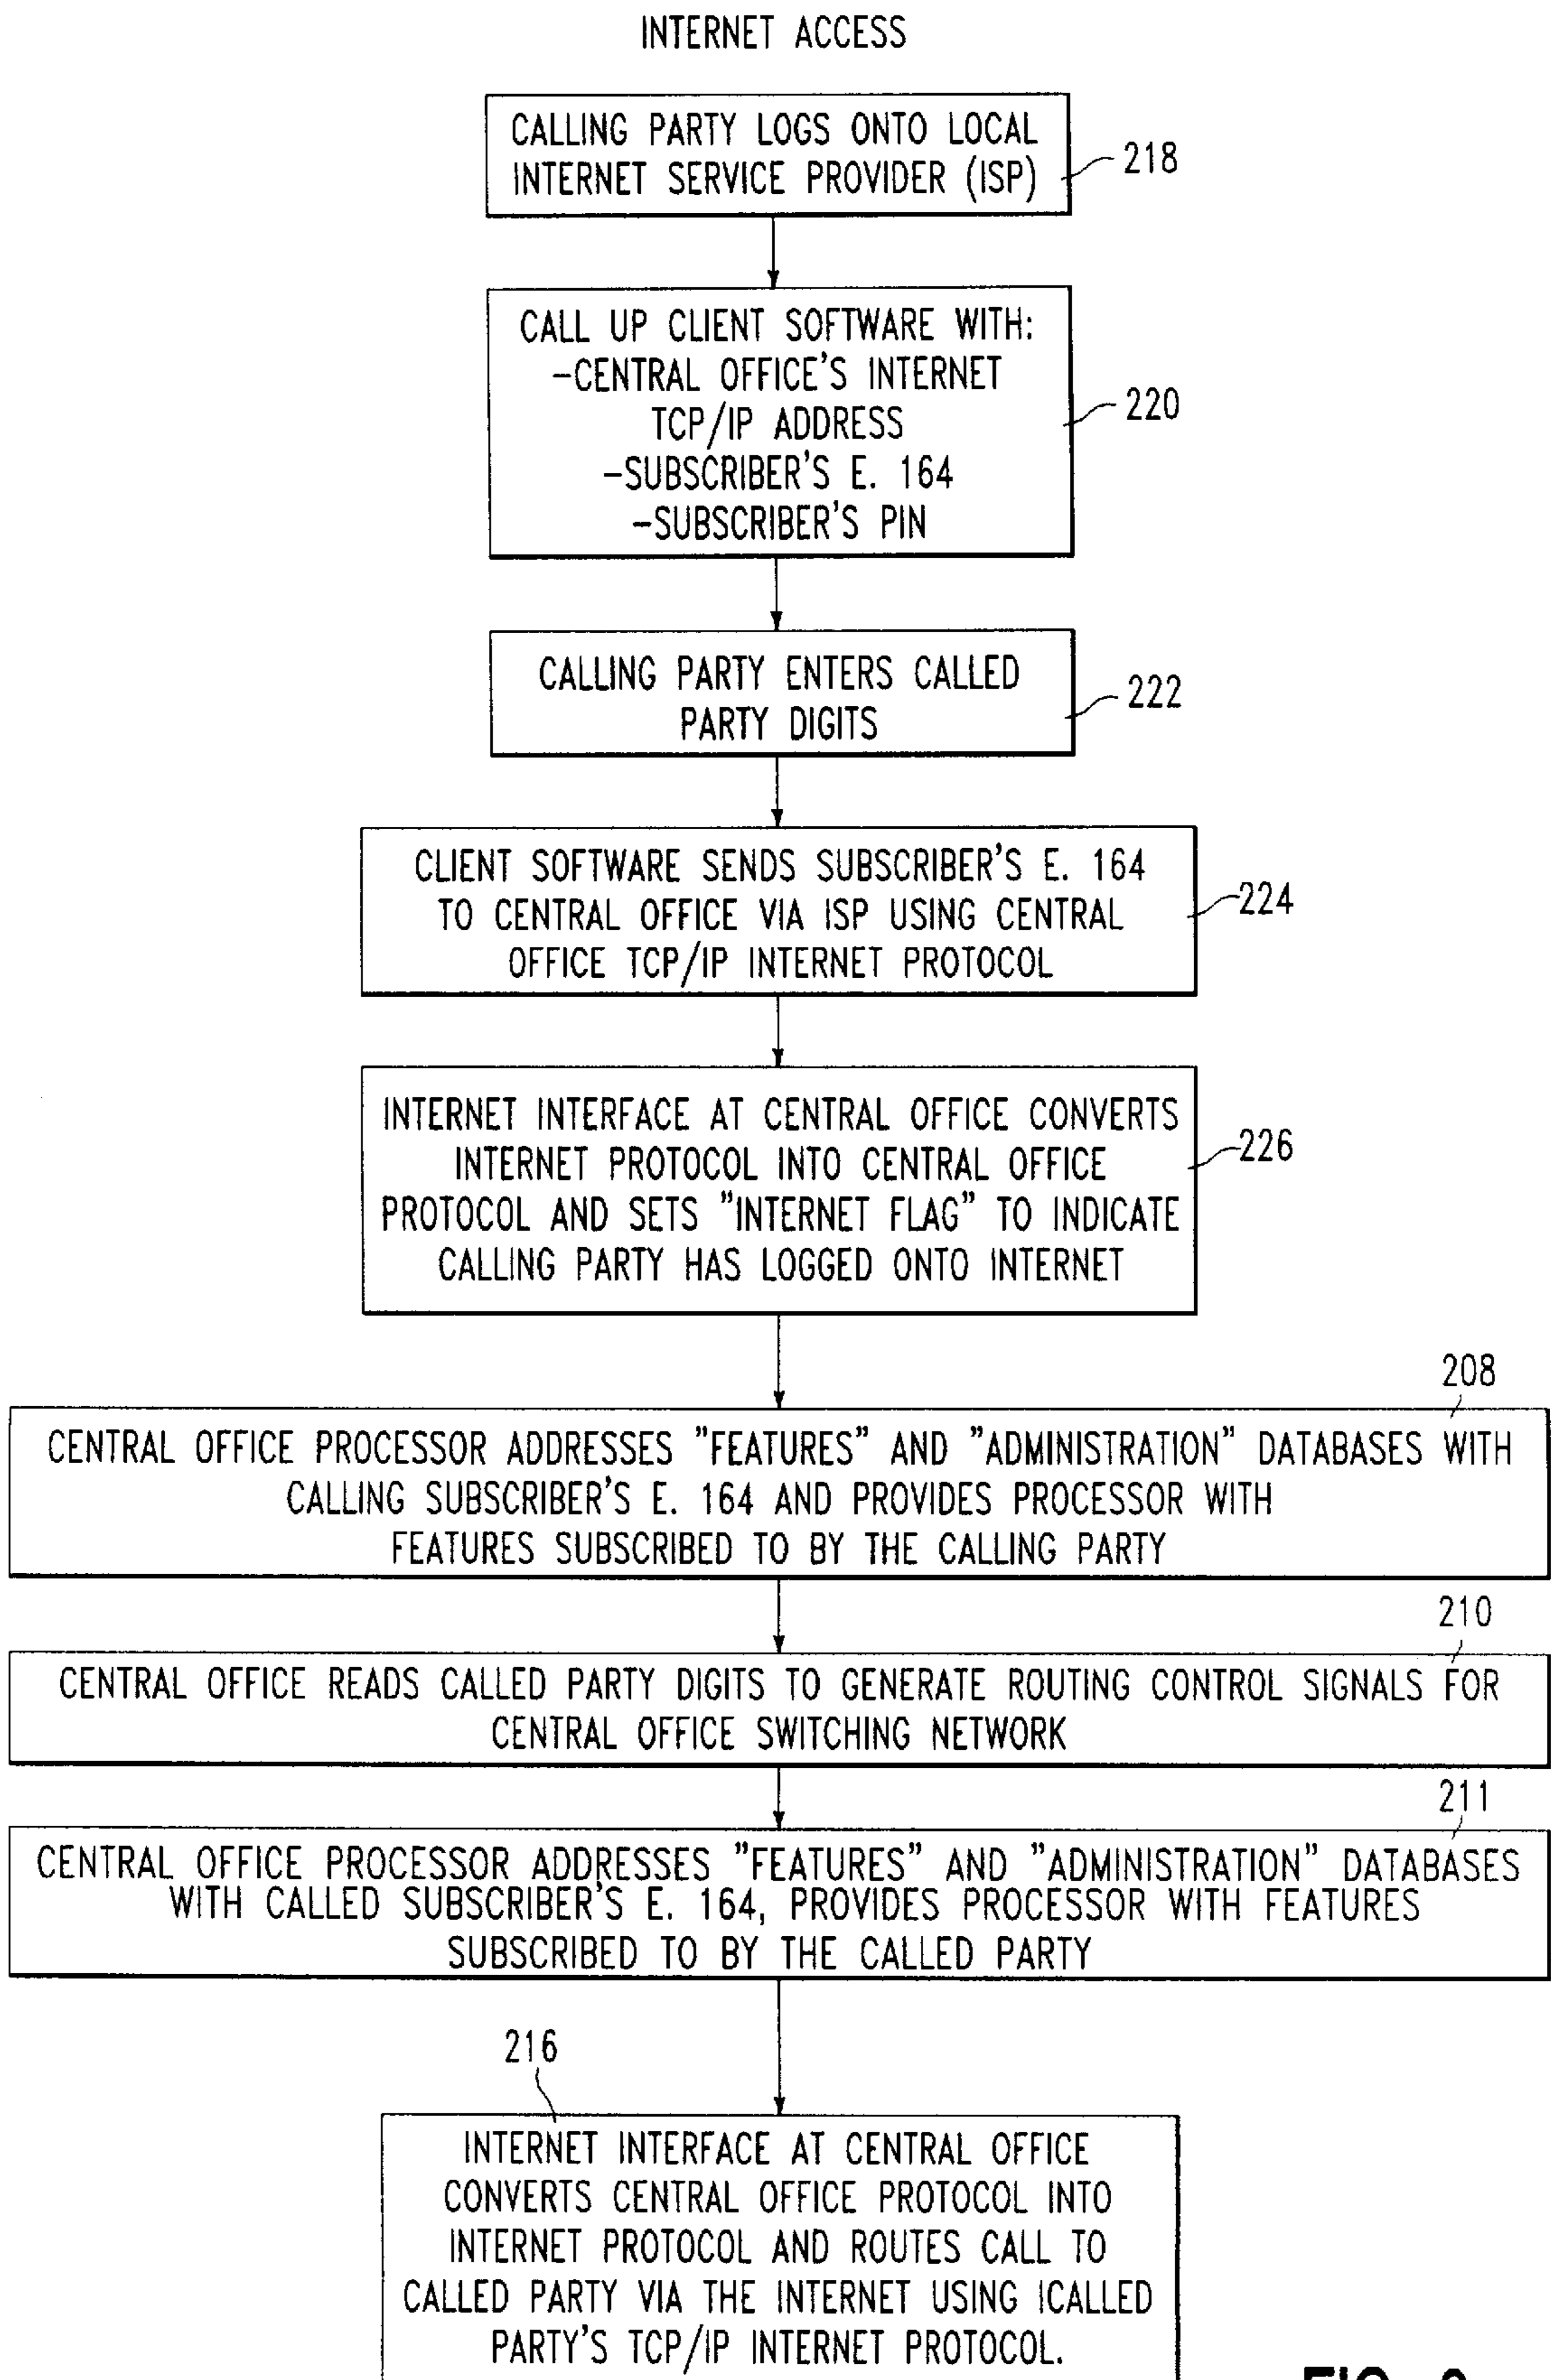 INTERNET ACCESS
CALLING PARTY LOGS ONTO LOCAL
INTERNET SERVICE PROVIDER (ISP)
218
CALL UP CLIENT SOFTWARE WITH:
-CENTRAL OFFICE'S INTERNET
TCP/IP ADDRESS
-SUBSCRIBER'S E. 164
-SUBSCRIBER'S PIN
220
CALLING PARTY ENTERS CALLED
PARTY DIGITS
222
CLIENT SOFTWARE SENDS SUBSCRIBER'S E. 164
TO CENTRAL OFFICE VIA ISP USING CENTRAL
OFFICE TCP/IP INTERNET PROTOCOL
224
INTERNET INTERFACE AT CENTRAL OFFICE CONVERTS
INTERNET PROTOCOL INTO CENTRAL OFFICE
PROTOCOL AND SETS "INTERNET FLAG" TO INDICATE
CALLING PARTY HAS LOGGED ONTO INTERNET
226
208
CENTRAL OFFICE PROCESSOR ADDRESSES "FEATURES" AND "ADMINISTRATION" DATABASES WITH
CALLING SUBSCRIBER'S E. 164 AND PROVIDES PROCESSOR WITH
FEATURES SUBSCRIBED TO BY THE CALLING PARTY
210
CENTRAL OFFICE READS CALLED PARTY DIGITS TO GENERATE ROUTING CONTROL SIGNALS FOR
CENTRAL OFFICE SWITCHING NETWORK
211
CENTRAL OFFICE PROCESSOR ADDRESSES "FEATURES" AND "ADMINISTRATION" DATABASES
WITH CALLED SUBSCRIBER'S E. 164, PROVIDES PROCESSOR WITH FEATURES
SUBSCRIBED TO BY THE CALLED PARTY
216
INTERNET INTERFACE AT CENTRAL OFFICE
CONVERTS CENTRAL OFFICE PROTOCOL INTO
INTERNET PROTOCOL AND ROUTES CALL TO
CALLED PARTY VIA THE INTERNET USING ICALLED
PARTY'S TCP/IP INTERNET PROTOCOL.